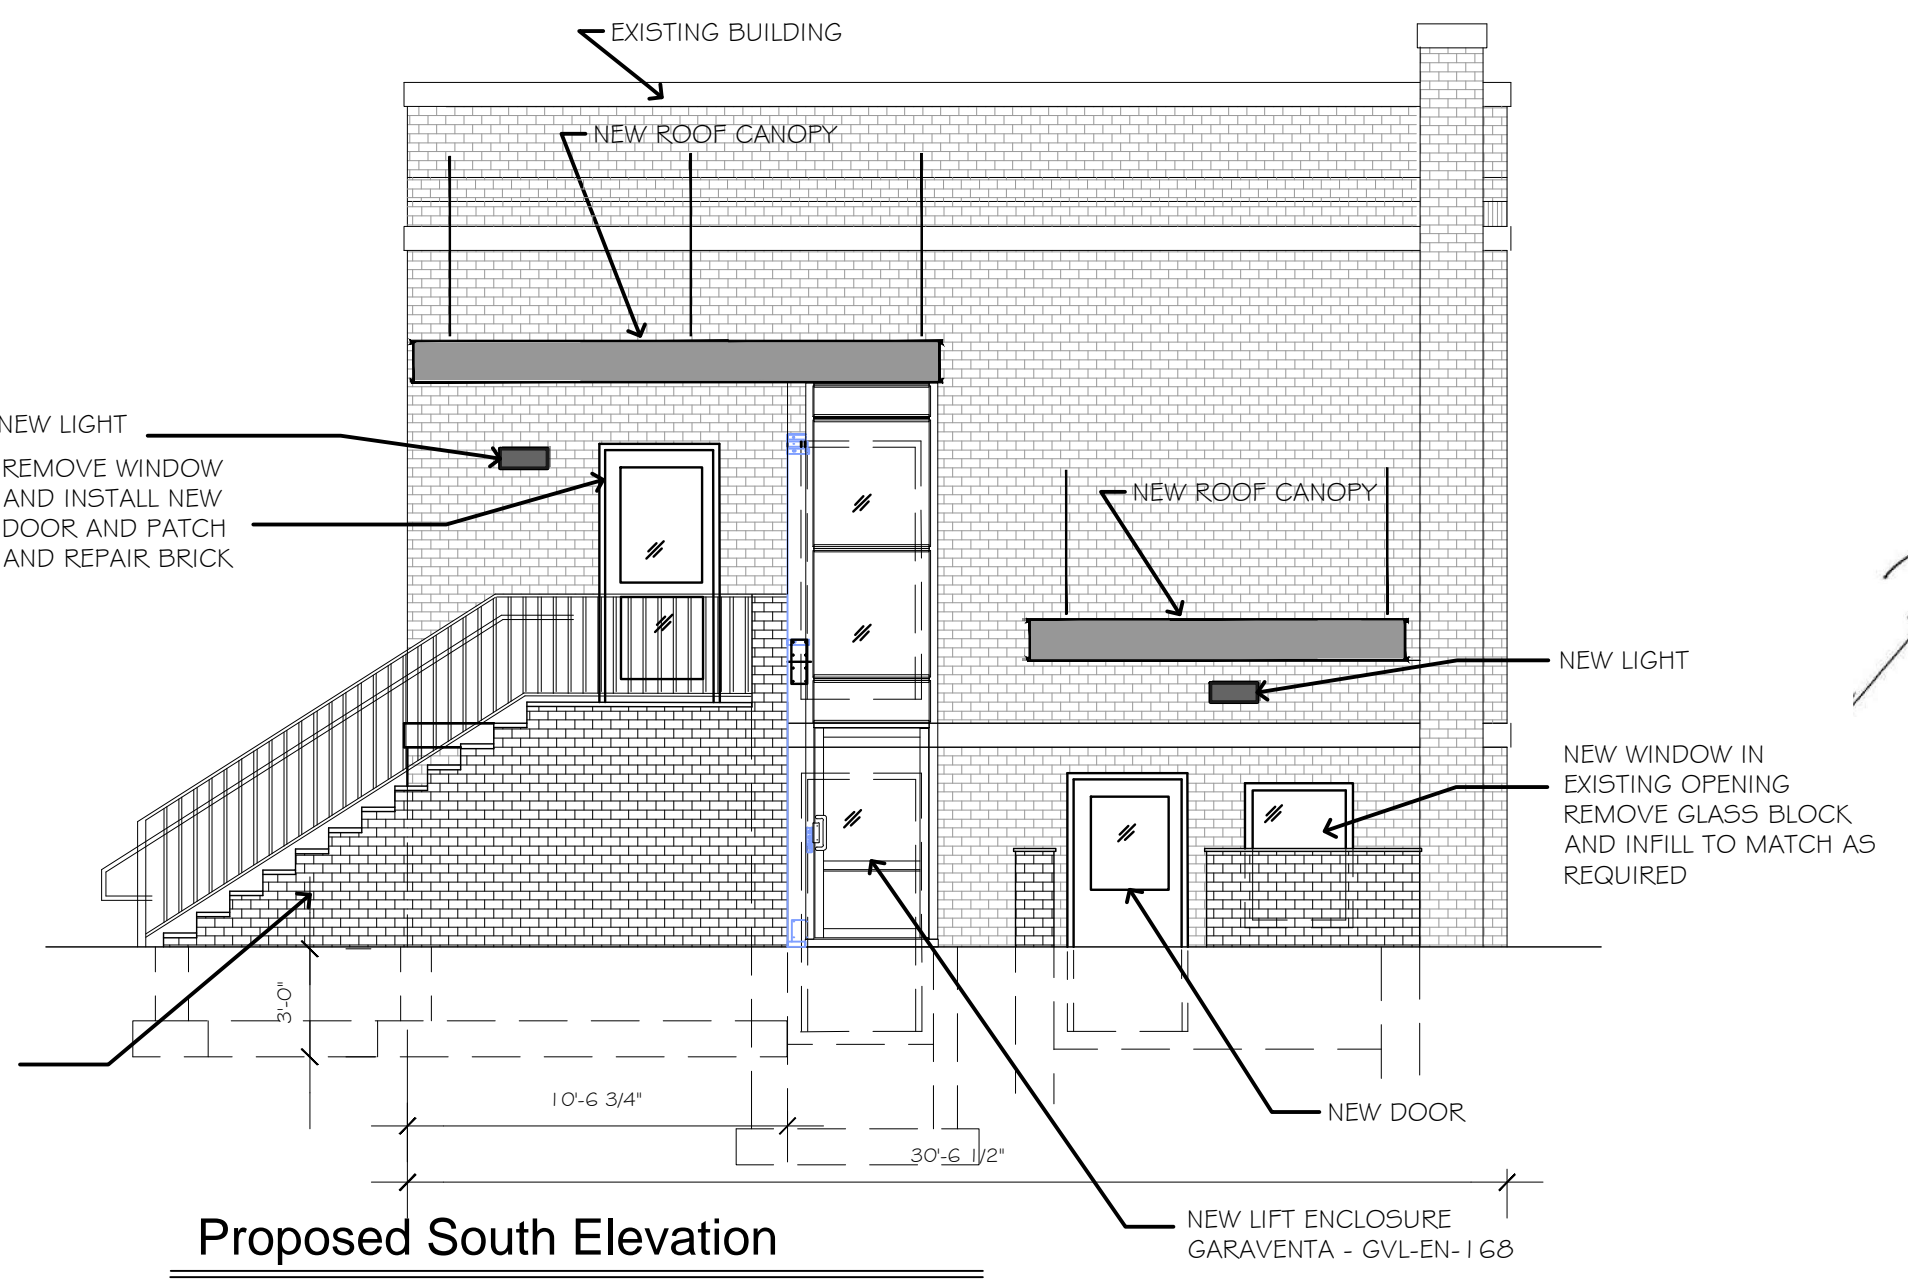 EXISTING BUILDING
NEW ROOF CANOPY
NEW LIGHT
REMOVE WINDOW
AND INSTALL NEW
DOOR AND PATCH
AND REPAIR BRICK
NEW ROOF CANOPY
NEW LIGHT
NEW WINDOW IN
EXISTING OPENING
REMOVE GLASS BLOCK
AND INFILL TO MATCH AS
REQUIRED
3'-0"
10'-6 3/4"
30'-6 1/2"
NEW DOOR
NEW LIFT ENCLOSURE
GARAVENTA - GVL-EN-168
Proposed South Elevation